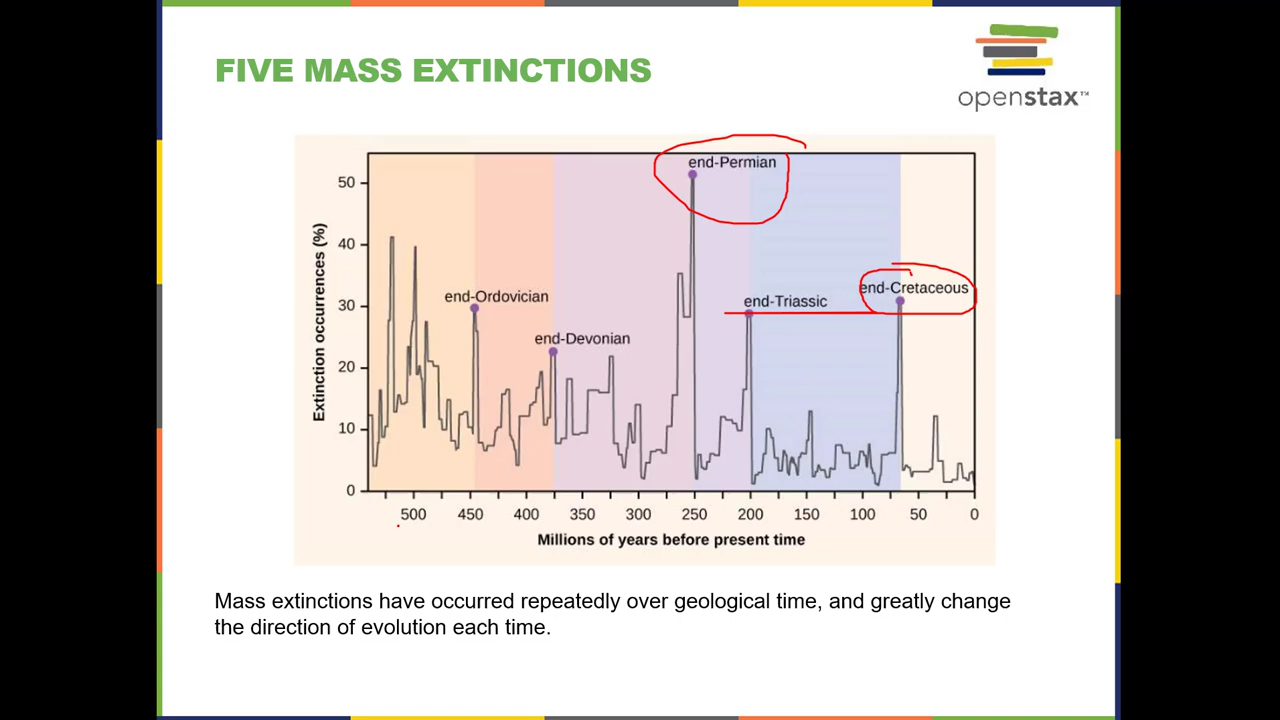 FIVE MASS EXTINCTIONS
openstax™
end-Permian
50
40
end-Cretaceous
end-Ordovician
end-Triassic
30
end-Devonian
20
10
0
Extinction occurrences (%)
500 450 400 350 300 250 200 150 100 50 0
Millions of years before present time
Mass extinctions have occurred repeatedly over geological time, and greatly change
the direction of evolution each time.